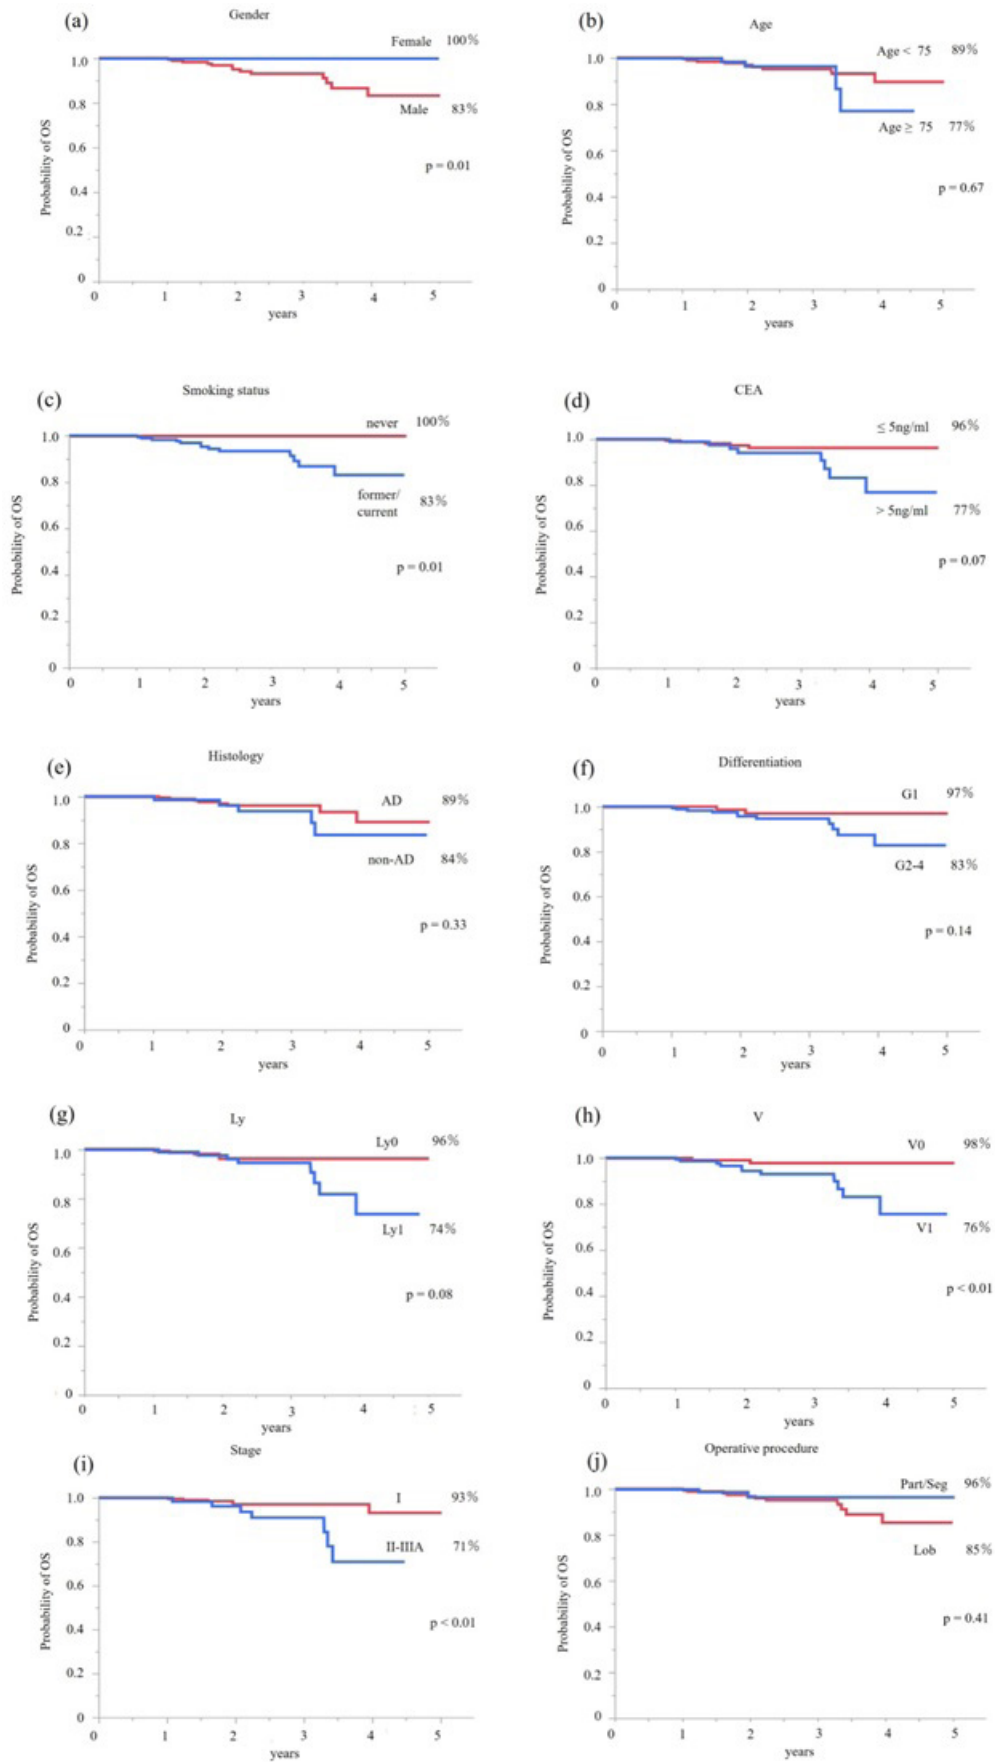 (a)
Gender
Female 100%
1.0
0.8
Male 83%
0.6
p = 0.01
0.4
0.2
0
Probability of OS
0 1 2 3 4 5
years
(b)
Age
Age < 75 89%
1.0
0.8
Age ≥ 75 77%
0.6
p = 0.67
0.4
0.2
0
Probability of OS
0 1 2 3 4 5
years
(c)
Smoking status
never 100%
1.0
0.8
former/ 83%
current
0.6
p = 0.01
0.4
0.2
0
Probability of OS
0 1 2 3 4 5
years
(d)
CEA
≤ 5ng/ml 96%
1.0
0.8
> 5ng/ml 77%
0.6
p = 0.07
0.4
0.2
0
Probability of OS
0 1 2 3 4 5
years
(e)
Histology
AD 89%
1.0
0.8
non-AD 84%
0.6
p = 0.33
0.4
0.2
0
Probability of OS
0 1 2 3 4 5
years
(f)
Differentiation
G1 97%
1.0
0.8
G2-4 83%
0.6
p = 0.14
0.4
0.2
0
Probability of OS
0 1 2 3 4 5
years
(g)
Ly
Ly0 96%
1.0
0.8
Ly1 74%
0.6
p = 0.08
0.4
0.2
0
Probability of OS
0 1 2 3 4 5
years
(h)
V
V0 98%
1.0
0.8
V1 76%
0.6
p < 0.01
0.4
0.2
0
Probability of OS
0 1 2 3 4 5
years
(i)
Stage
I 93%
1.0
0.8
II-IIIA 71%
0.6
p < 0.01
0.4
0.2
0
Probability of OS
0 1 2 3 4 5
years
(j)
Operative procedure
Part/Seg 96%
1.0
0.8
Lob 85%
0.6
p = 0.41
0.4
0.2
0
Probability of OS
0 1 2 3 4 5
years